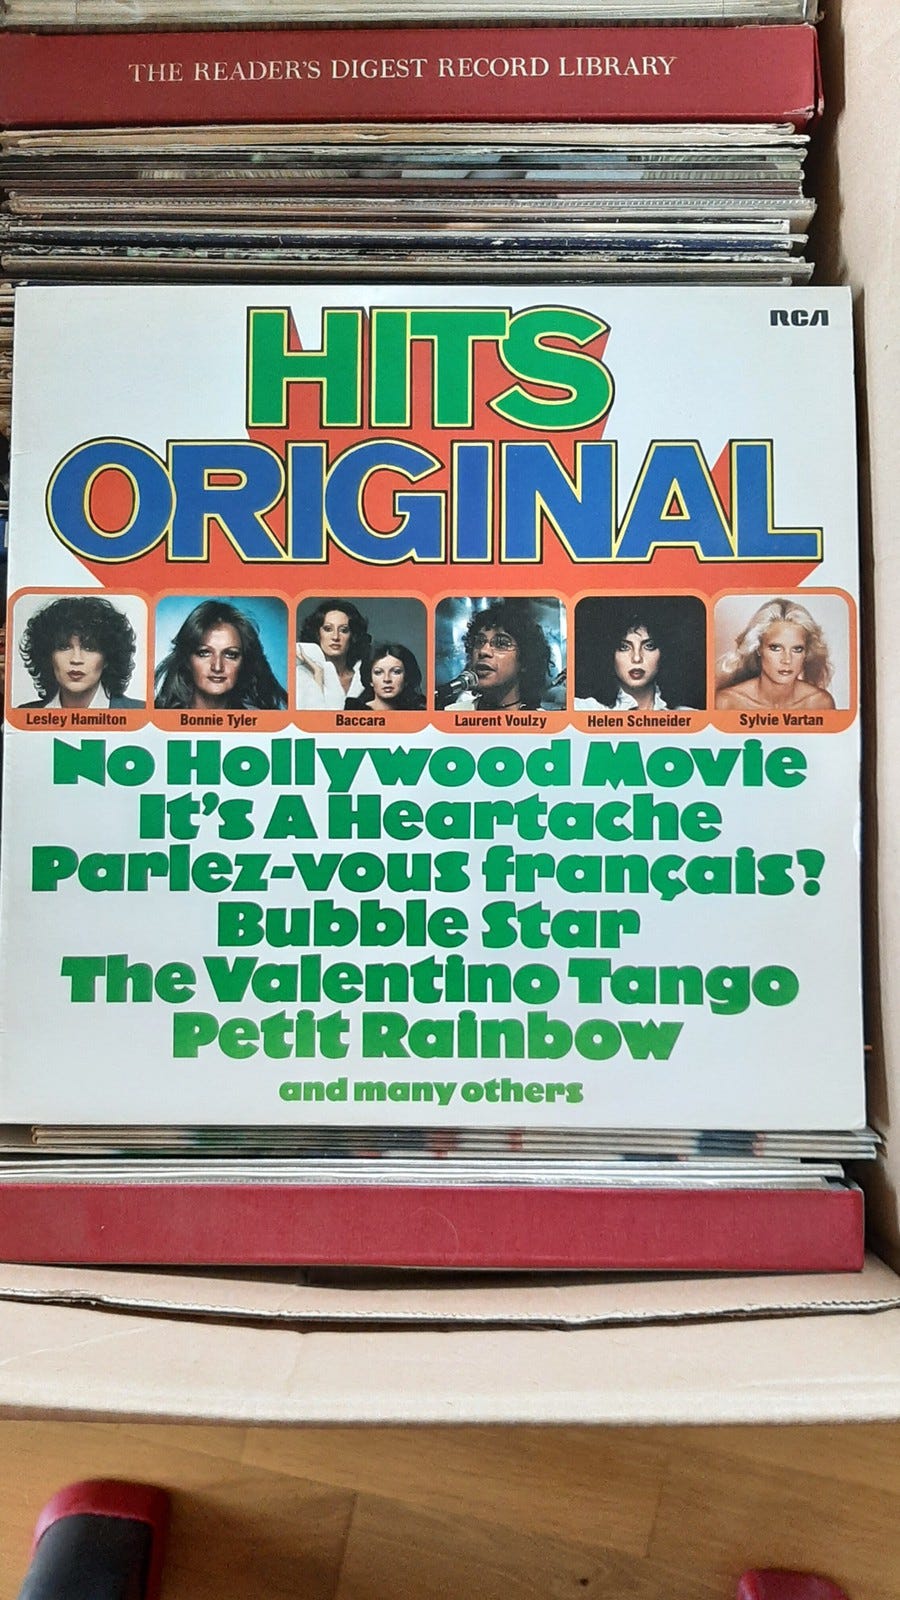 THE READER'S DIGEST RECORD LIBRARY
RCA
HITS
ORIGINAL
Lesley Hamilton
Bonnie Tyler
Baccara
Laurent Voulzy
Helen Schneider
Sylvie Vartan
No Hollywood Movie
It's A Heartache
Parlez-vous français?
Bubble Star
The Valentino Tango
Petit Rainbow
and many others